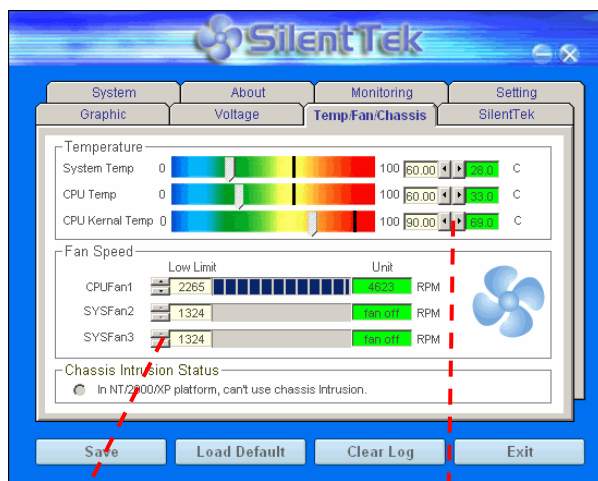 SilentTek
System About Monitoring Setting
Graphic Voltage Temp/Fan/Chassis SilentTek
Temperature
System Temp 0 100 60.00 28.0 C
CPU Temp 0 100 60.00 33.0 C
CPU Kernal Temp 0 100 90.00 69.0 C
Fan Speed
Low Limit Unit
CPUFan1 2265 4623 RPM
SYSFan2 1324 fan off RPM
SYSFan3 1324 fan off RPM
Chassis Intrusion Status
In NT/2000/XP platform, can't use chassis Intrusion.
Save Load Default Clear Log Exit